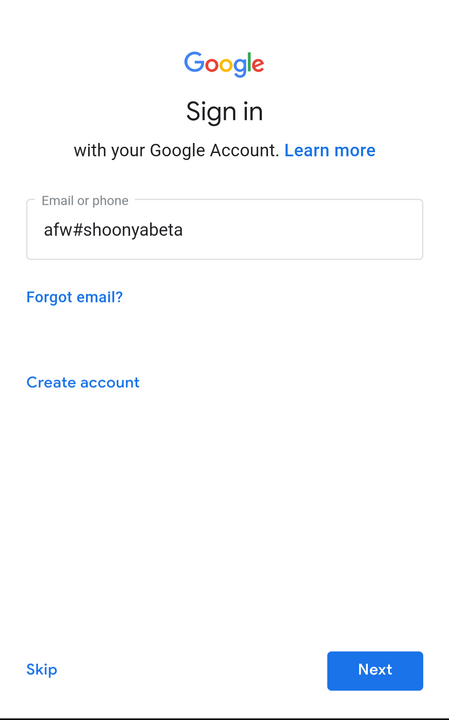 Google
Sign in
with your Google Account. Learn more
Email or phone
afw#shoonyabeta
Forgot email?
Create account
Skip
Next